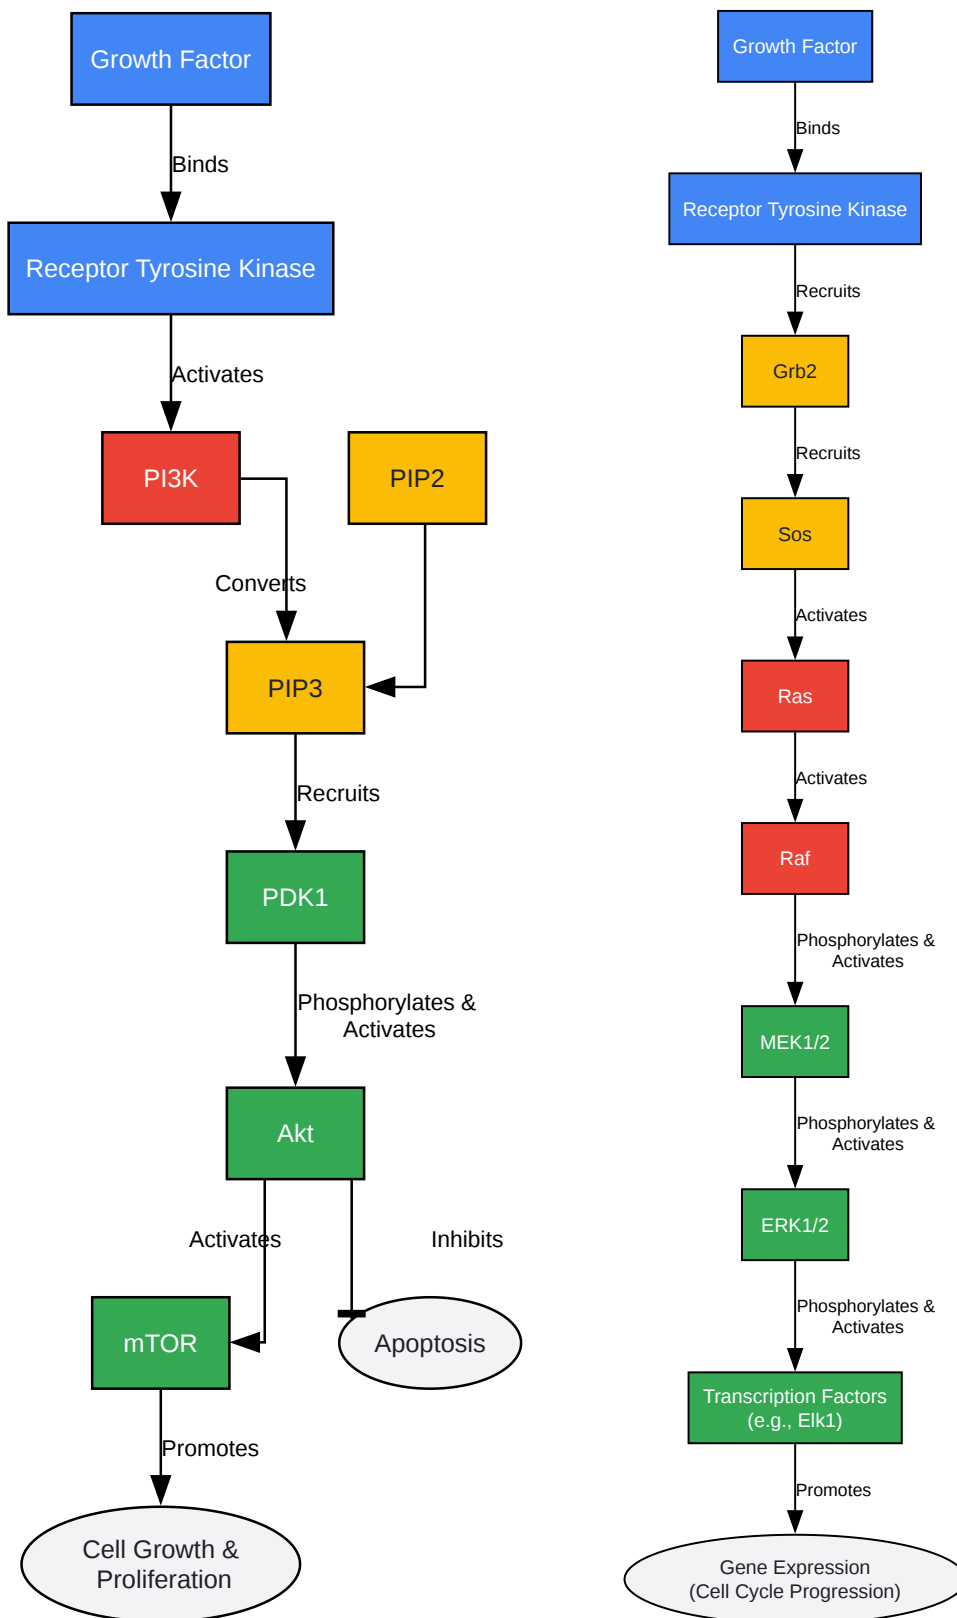 Growth Factor
Binds
Receptor Tyrosine Kinase
Activates
PI3K
PIP2
Converts
PIP3
Recruits
PDK1
Phosphorylates &
Activates
Akt
Activates
Inhibits
mTOR
Apoptosis
Promotes
Cell Growth &
Proliferation
Growth Factor
Binds
Receptor Tyrosine Kinase
Recruits
Grb2
Recruits
Sos
Activates
Ras
Activates
Raf
Phosphorylates &
Activates
MEK1/2
Phosphorylates &
Activates
ERK1/2
Phosphorylates &
Activates
Transcription Factors
(e.g., Elk1)
Promotes
Gene Expression
(Cell Cycle Progression)